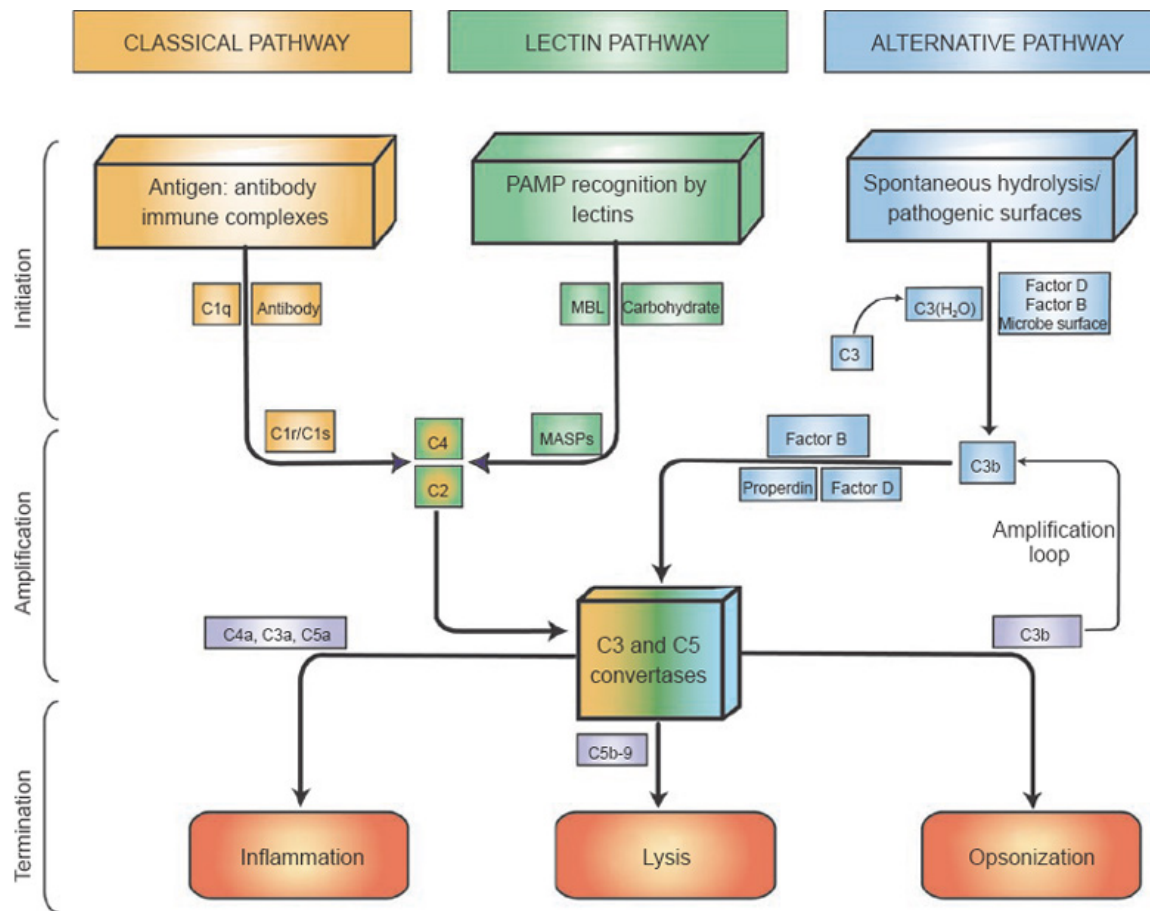 CLASSICAL PATHWAY
LECTIN PATHWAY
ALTERNATIVE PATHWAY
Initiation
Antigen: antibody
immune complexes
PAMP recognition by
lectins
Spontaneous hydrolysis/
pathogenic surfaces
C1q
Antibody
MBL
Carbohydrate
C3(H₂O)
Factor D
Factor B
Microbe surface
C3
C1r/C1s
C4
C2
MASPs
Factor B
Properdin
Factor D
C3b
Amplification
Amplification
loop
C4a, C3a, C5a
C3 and C5
convertases
C3b
C5b-9
Termination
Inflammation
Lysis
Opsonization